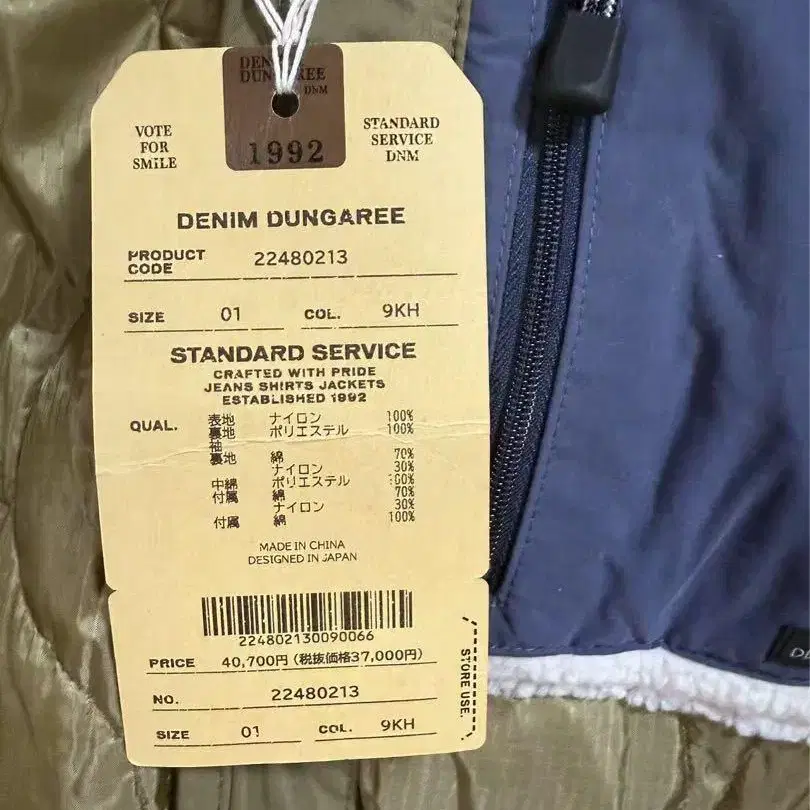 DENIM
DUNGAREE
DNM
1992
VOTE
FOR
SMILE
STANDARD
SERVICE
DNM
DENIM DUNGAREE
PRODUCT CODE 22480213
SIZE 01 COL. 9KH
STANDARD SERVICE
CRAFTED WITH PRIDE
JEANS SHIRTS JACKETS
ESTABLISHED 1992
QUAL. 表地 ナイロン 100%
裏地 ポリエステル 100%
袖
裏地 綿 70%
ナイロン 30%
中綿 ポリエステル 100%
付属 綿 70%
ナイロン 30%
付属 綿 100%
MADE IN CHINA
DESIGNED IN JAPAN
224802130090066
PRICE 40,700円 (税抜価格37,000円)
NO. 22480213
SIZE 01 COL. 9KH
STORE USE.